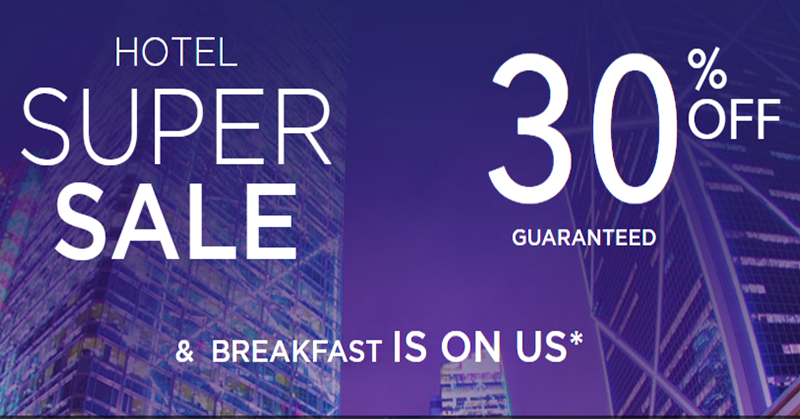 HOTEL
SUPER
SALE
30% OFF
GUARANTEED
& BREAKFAST IS ON US*